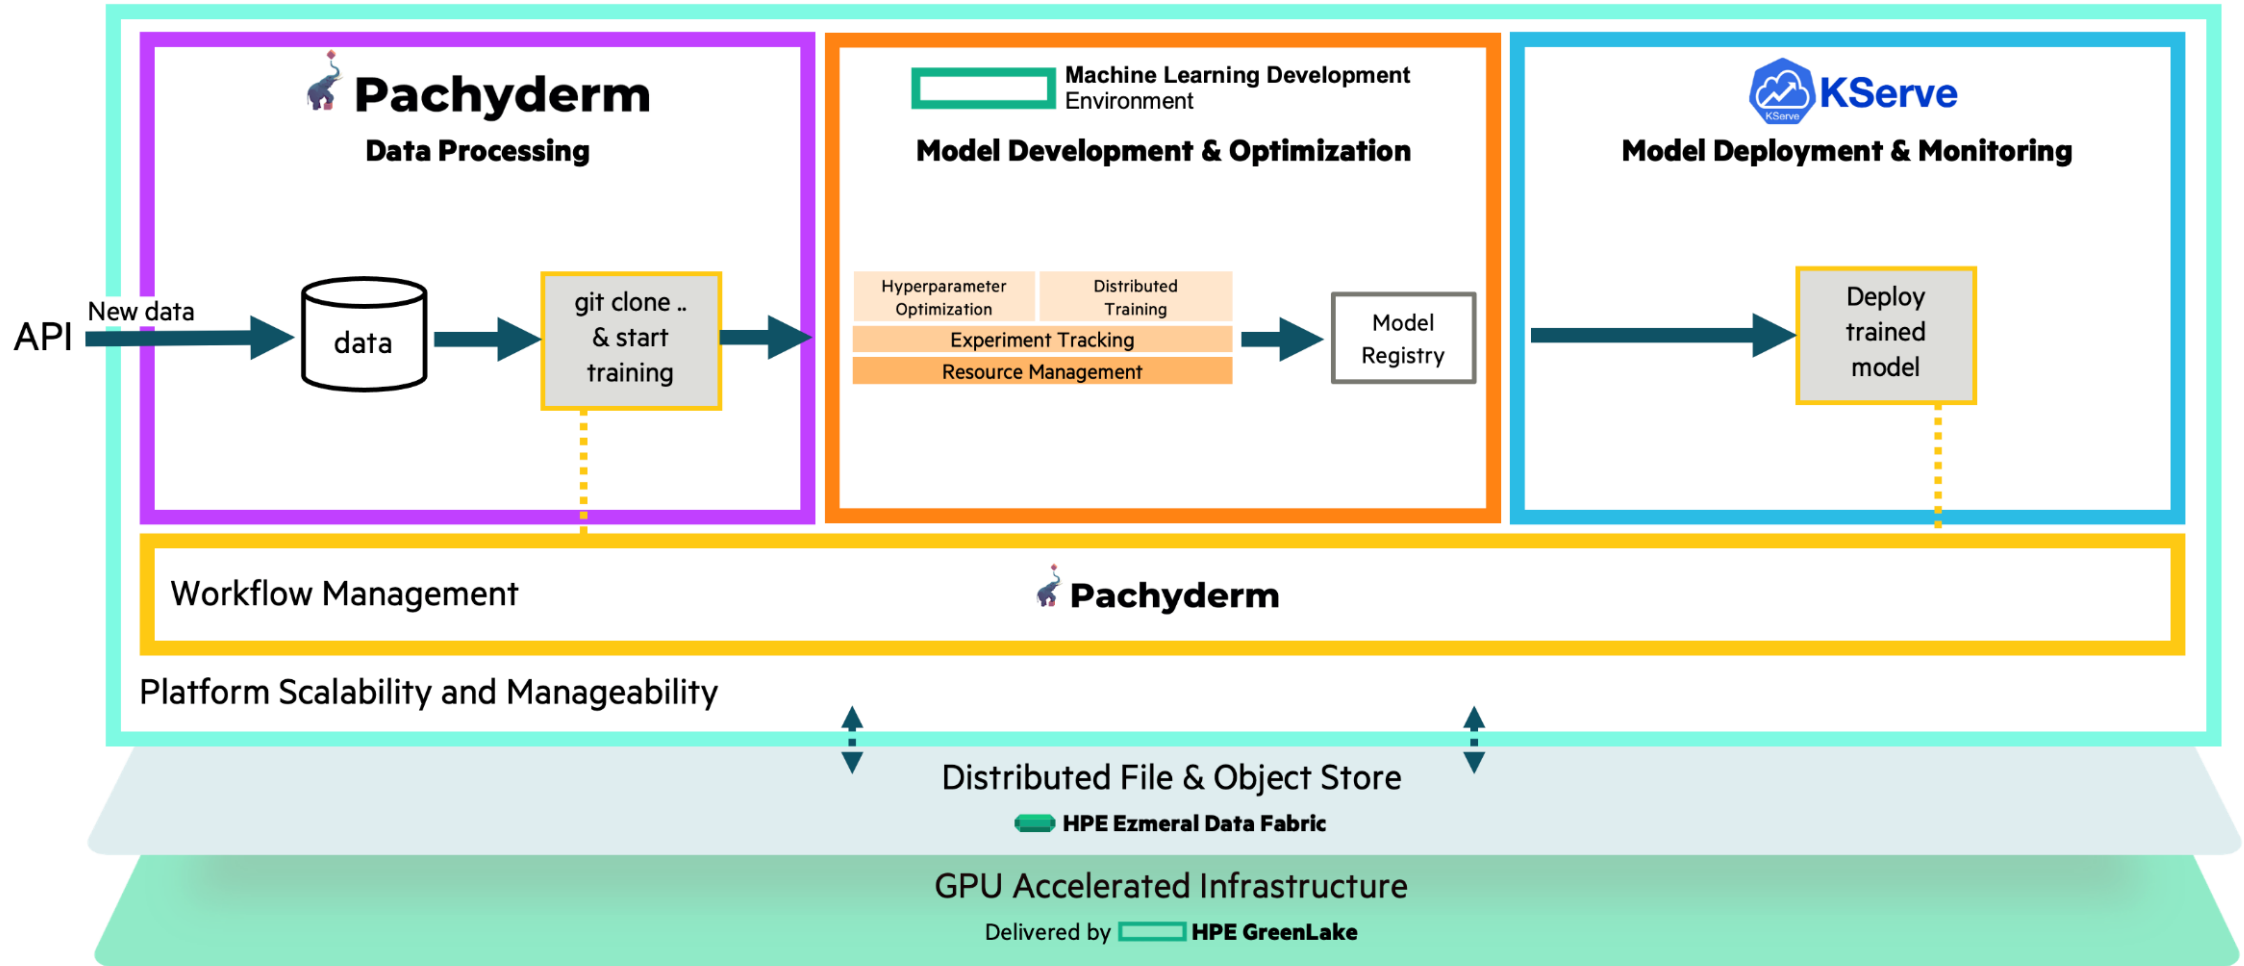 Pachyderm
Data Processing
Machine Learning Development
Environment
Model Development & Optimization
KServe
KServe
Model Deployment & Monitoring
API
New data
data
git clone ..
& start
training
Hyperparameter
Optimization
Distributed
Training
Experiment Tracking
Resource Management
Model
Registry
Deploy
trained
model
Workflow Management
Pachyderm
Platform Scalability and Manageability
Distributed File & Object Store
HPE Ezmeral Data Fabric
GPU Accelerated Infrastructure
Delivered by HPE GreenLake